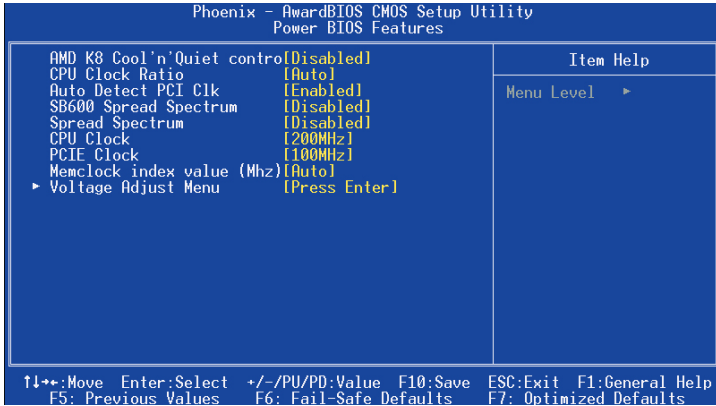 Phoenix - AwardBIOS CMOS Setup Utility
Power BIOS Features
AMD K8 Cool'n'Quiet contro[Disabled]
CPU Clock Ratio [Auto]
Auto Detect PCI Clk [Enabled]
SB600 Spread Spectrum [Disabled]
Spread Spectrum [Disabled]
CPU Clock [200MHz]
PCIE Clock [100MHz]
Memclock index value (Mhz)[Auto]
► Voltage Adjust Menu [Press Enter]
Item Help
Menu Level ►
↑↓→←:Move Enter:Select +/-/PU/PD:Value F10:Save ESC:Exit F1:General Help
F5: Previous Values F6: Fail-Safe Defaults F7: Optimized Defaults